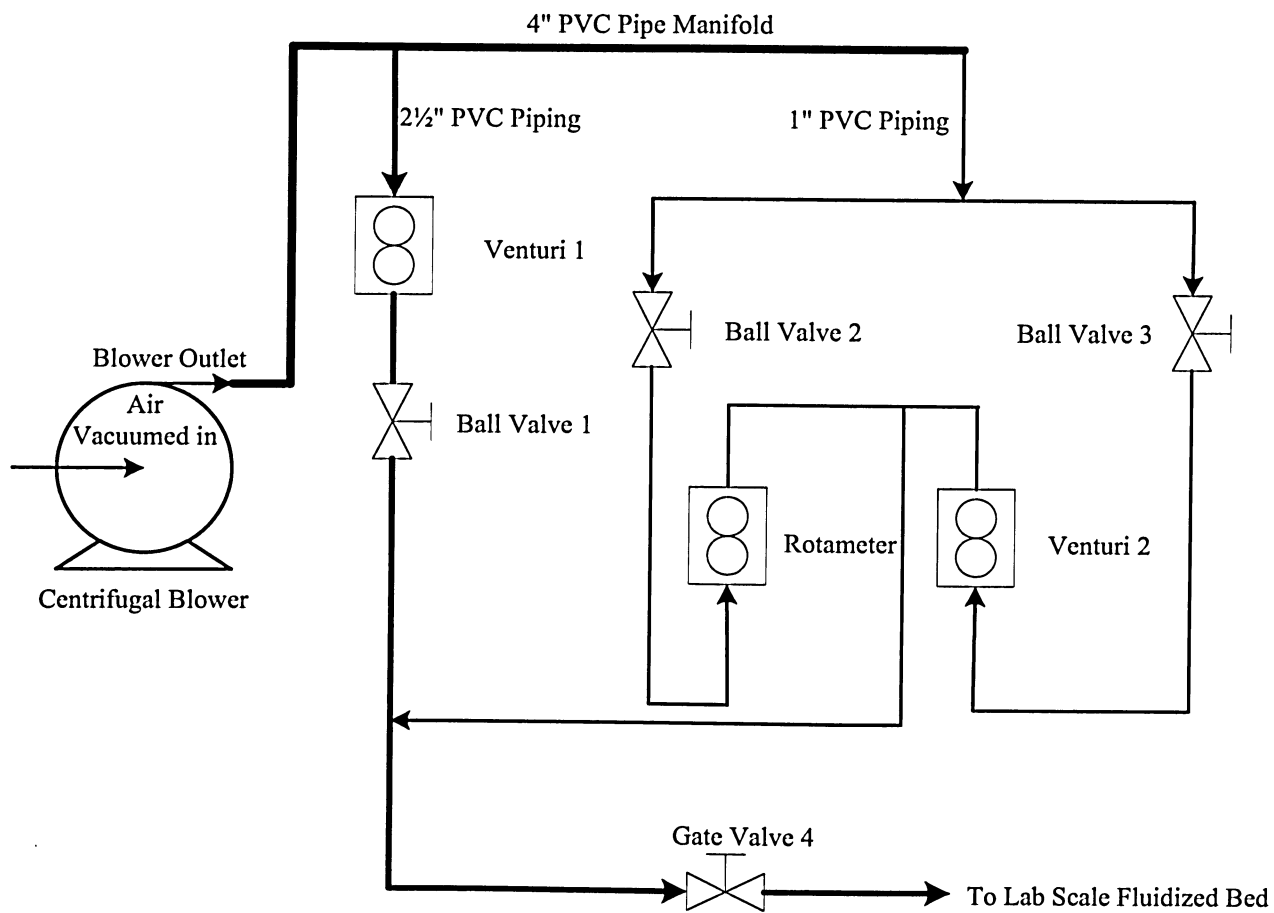 4" PVC Pipe Manifold
2½" PVC Piping
1" PVC Piping
Venturi 1
Ball Valve 2
Ball Valve 3
Blower Outlet
Air
Vacuumed in
Ball Valve 1
Rotameter
Venturi 2
Centrifugal Blower
Gate Valve 4
To Lab Scale Fluidized Bed